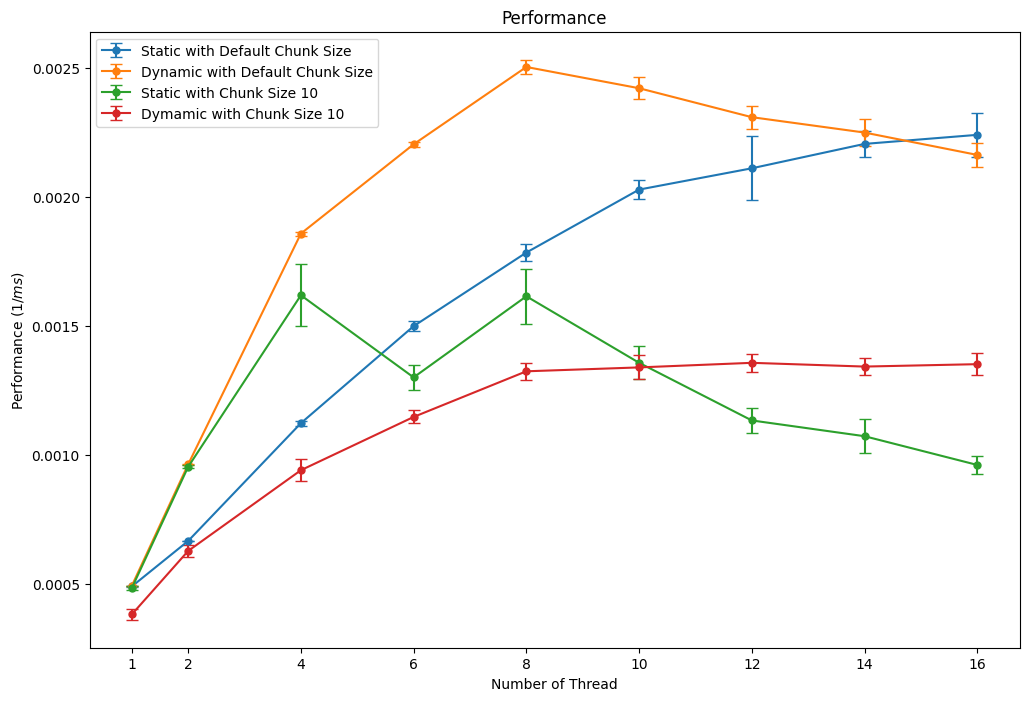 Performance
Static with Default Chunk Size
Dynamic with Default Chunk Size
Static with Chunk Size 10
Dymamic with Chunk Size 10
0.0025
0.0020
0.0015
0.0010
0.0005
Performance (1/ms)
1 2 4 6 8 10 12 14 16
Number of Thread